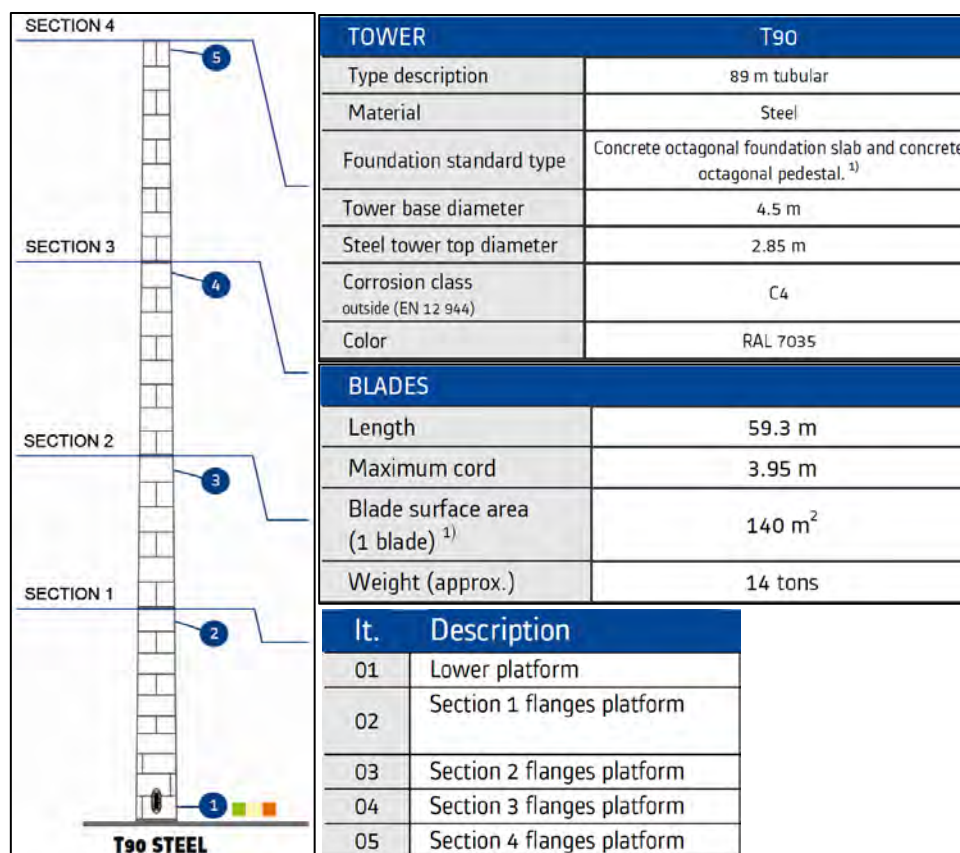 SECTION 4
5
SECTION 3
4
SECTION 2
3
SECTION 1
2
1
T90 STEEL
TOWER T90
Type description 89 m tubular
Material Steel
Foundation standard type Concrete octagonal foundation slab and concrete
octagonal pedestal. 1)
Tower base diameter 4.5 m
Steel tower top diameter 2.85 m
Corrosion class
outside (EN 12 944) C4
Color RAL 7035
BLADES
Length 59.3 m
Maximum cord 3.95 m
Blade surface area
(1 blade) 1) 140 m2
Weight (approx.) 14 tons
It. Description
01 Lower platform
02 Section 1 flanges platform
03 Section 2 flanges platform
04 Section 3 flanges platform
05 Section 4 flanges platform